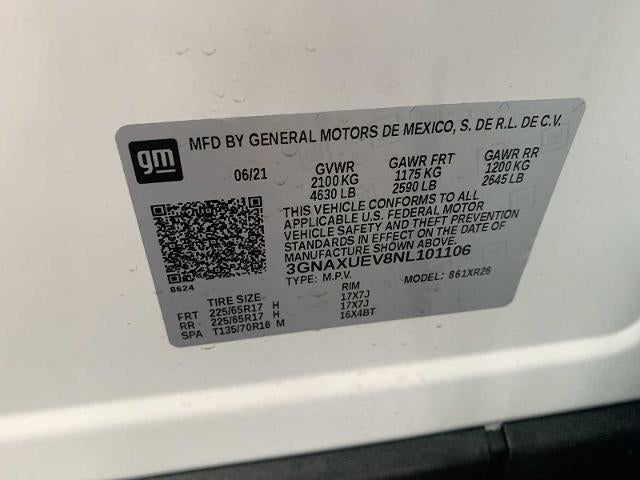 gm
MFD BY GENERAL MOTORS DE MEXICO, S. DE R.L. DE C.V.
06/21 GVWR GAWR FRT GAWR RR
2100 KG 1175 KG 1200 KG
4630 LB 2590 LB 2645 LB
THIS VEHICLE CONFORMS TO ALL
APPLICABLE U.S. FEDERAL MOTOR
VEHICLE SAFETY AND THEFT PREVENTION
STANDARDS IN EFFECT ON THE DATE OF
MANUFACTURE SHOWN ABOVE.
3GNAXUEV8NL101106
8624 TYPE: M.P.V. MODEL: 861XR26
TIRE SIZE RIM
FRT 225/65R17 H 17X7J
RR 225/65R17 H 17X7J
SPA T135/70R16 M 16X4BT